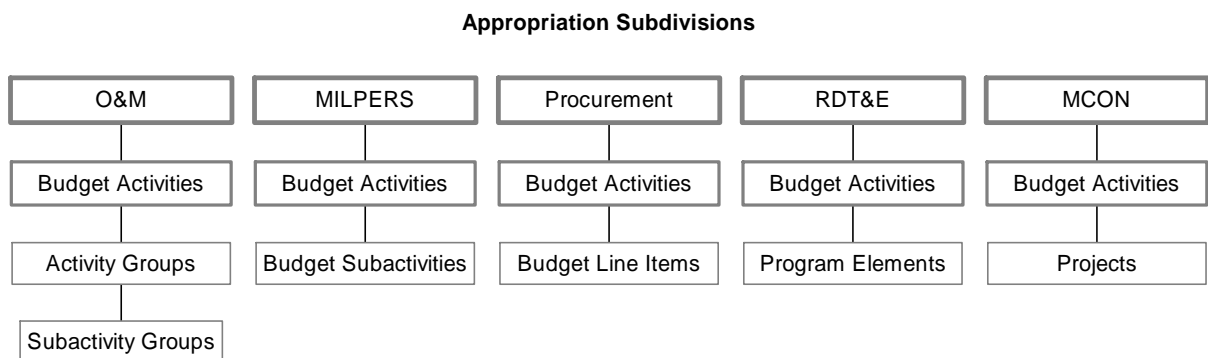 Appropriation Subdivisions
O&M MILPERS Procurement RDT&E MCON
Budget Activities Budget Activities Budget Activities Budget Activities Budget Activities
Activity Groups Budget Subactivities Budget Line Items Program Elements Projects
Subactivity Groups